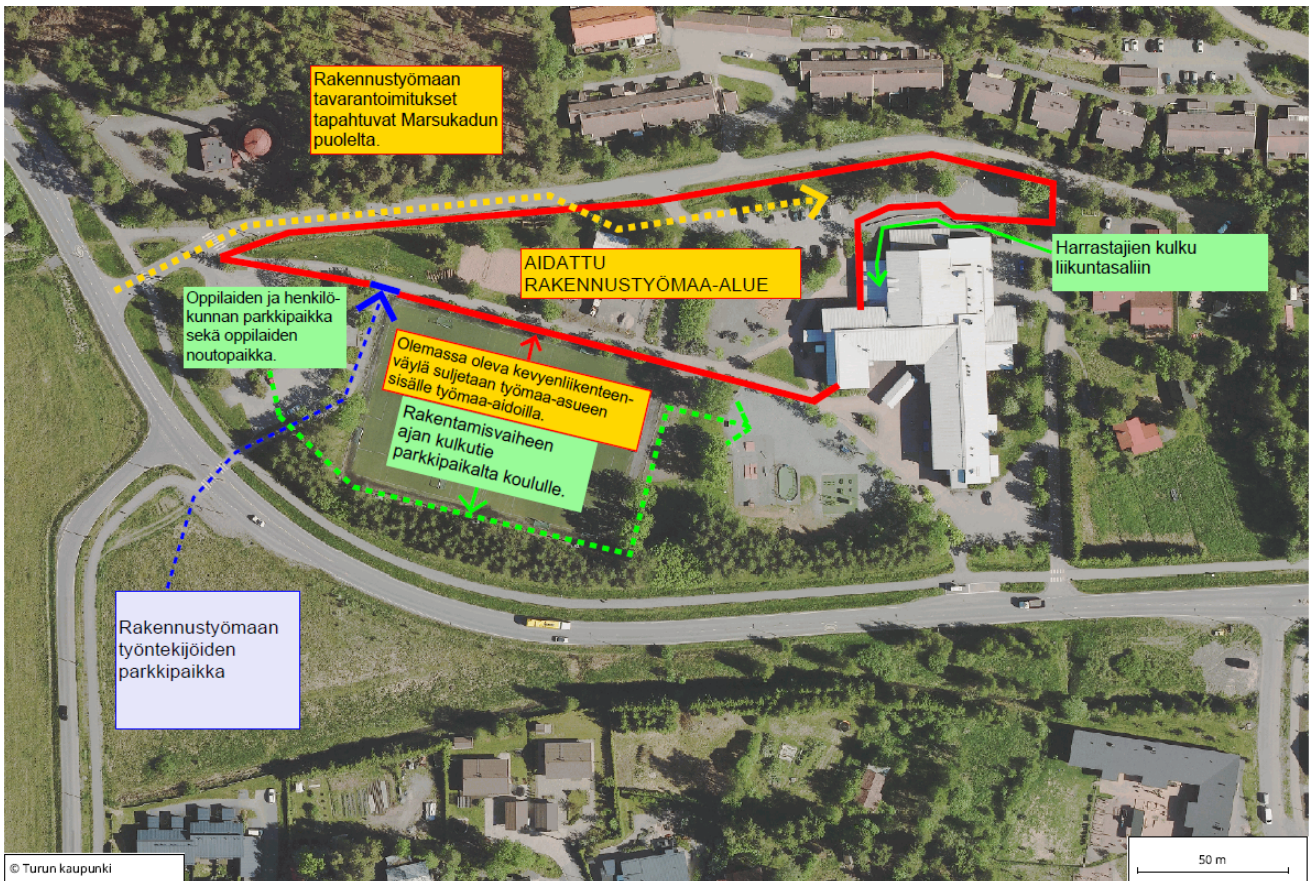 Rakennustyömaan
tavarantoimitukset
tapahtuvat Marsukadun
puolelta.
AIDATTU
RAKENNUSTYÖMAA-ALUE
Harrastajien kulku
liikuntasaliin
Oppilaiden ja henkilö-
kunnan parkkipaikka
sekä oppilaiden
noutopaikka.
Olemassa oleva kevyenliikenteen-
väylä suljetaan työmaa-asueen
sisälle työmaa-aidoilla.
Rakentamisvaiheen
ajan kulkutie
parkkipaikalta koululle.
Rakennustyömaan
työntekijöiden
parkkipaikka
© Turun kaupunki
50 m